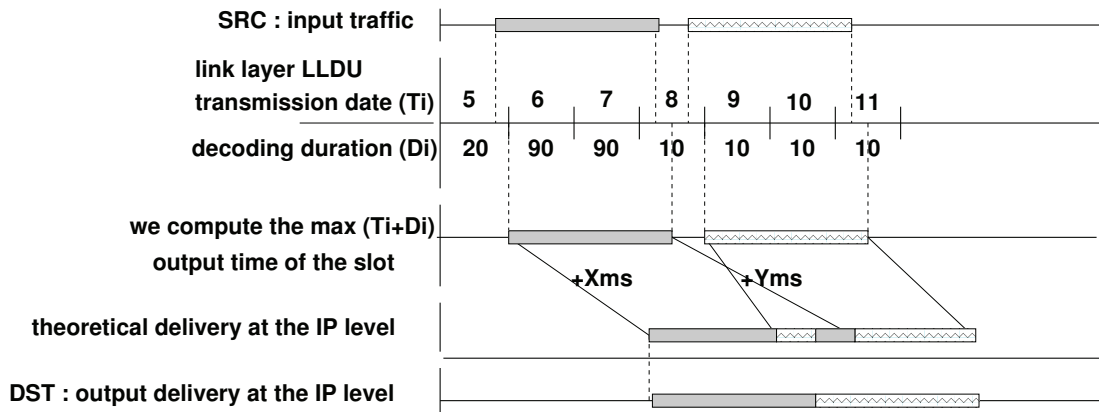 SRC : input traffic
link layer LLDU
transmission date (Ti)
5 6 7 8 9 10 11
decoding duration (Di)
20 90 90 10 10 10 10
we compute the max (Ti+Di)
output time of the slot
+Xms +Yms
theoretical delivery at the IP level
DST : output delivery at the IP level